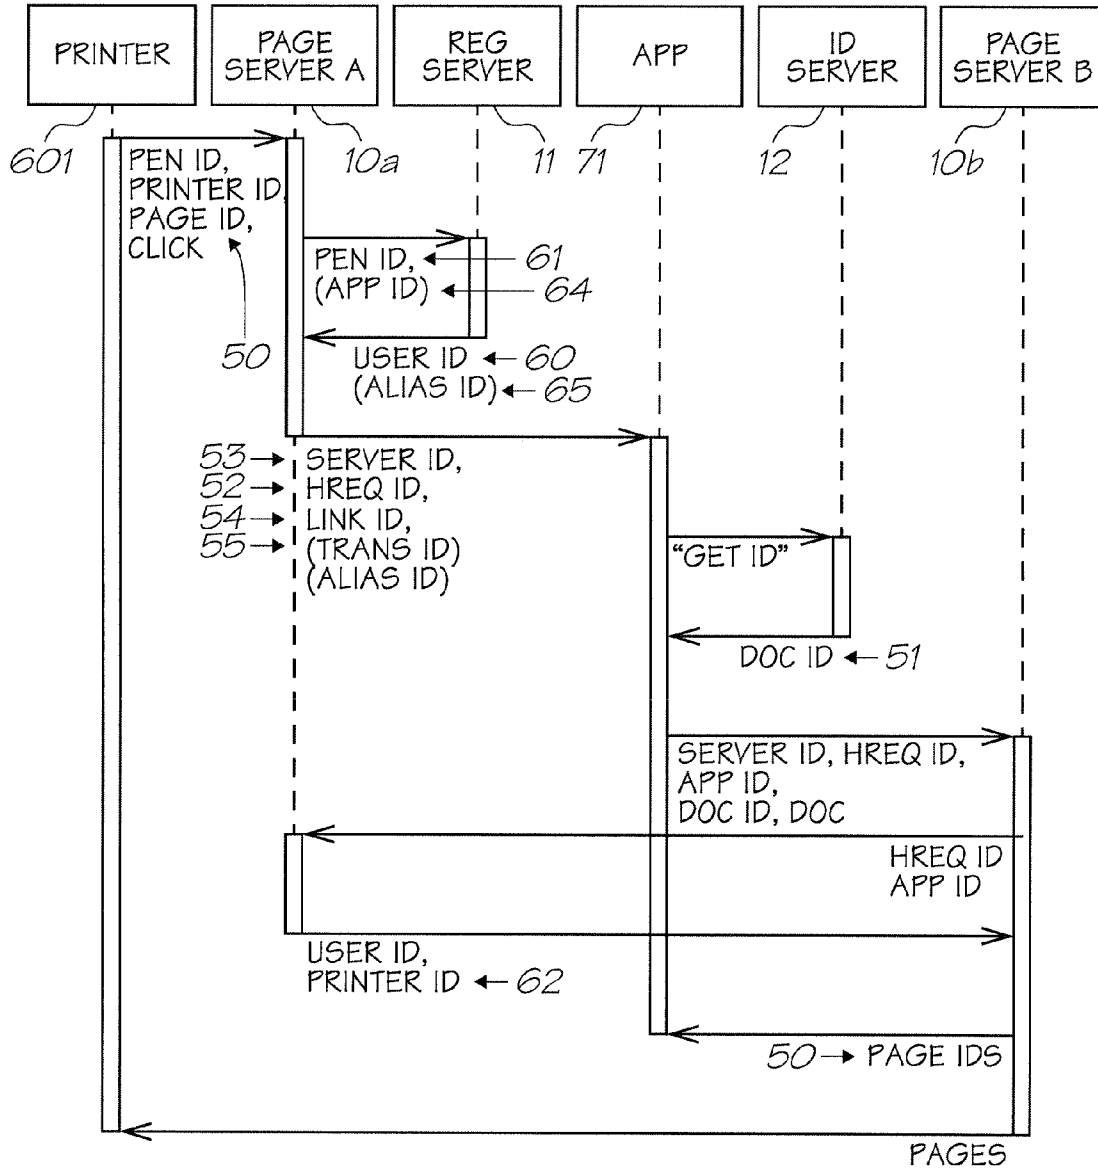 PRINTER
PAGE
SERVER A
REG
SERVER
APP
ID
SERVER
PAGE
SERVER B
601
10a
11
71
12
10b
PEN ID,
PRINTER ID,
PAGE ID,
CLICK
50
PEN ID, 61
(APP ID) 64
USER ID 60
(ALIAS ID) 65
53 SERVER ID,
52 HREQ ID,
54 LINK ID,
55 (TRANS ID)
(ALIAS ID)
“GET ID”
DOC ID 51
SERVER ID, HREQ ID,
APP ID,
DOC ID, DOC
HREQ ID
APP ID
USER ID,
PRINTER ID 62
50 PAGE IDS
PAGES